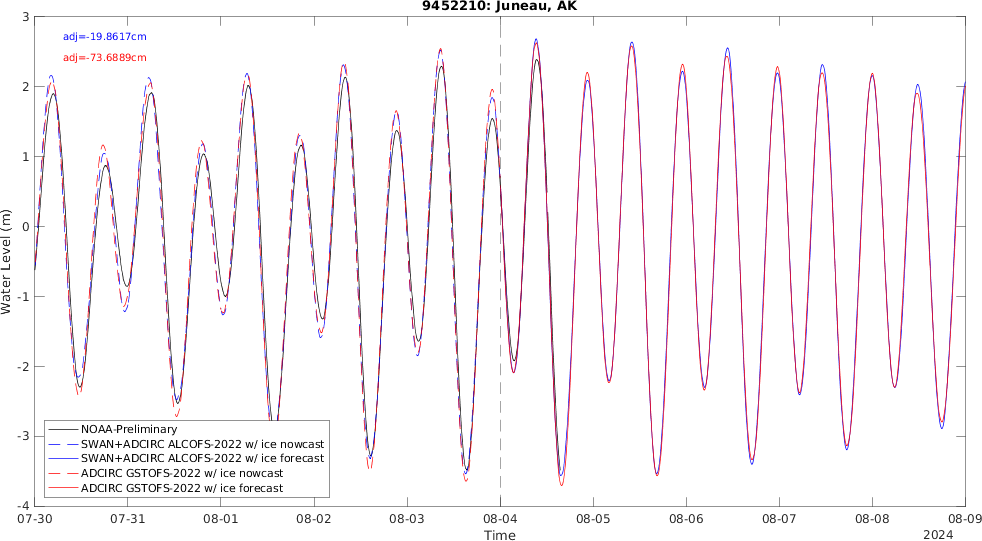 9452210: Juneau, AK
adj=-19.8617cm
adj=-73.6889cm
3
2
1
0
-1
-2
-3
-4
Water Level (m)
NOAA-Preliminary
SWAN+ADCIRC ALCOFS-2022 w/ ice nowcast
SWAN+ADCIRC ALCOFS-2022 w/ ice forecast
ADCIRC GSTOFS-2022 w/ ice nowcast
ADCIRC GSTOFS-2022 w/ ice forecast
07-30 07-31 08-01 08-02 08-03 08-04 08-05 08-06 08-07 08-08 08-09
Time
2024